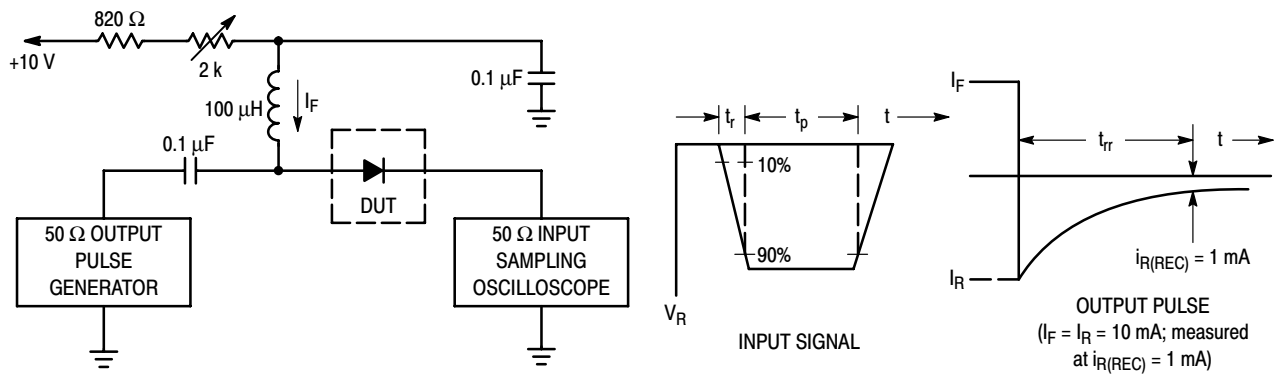 820 Ω
+10 V
2 k
0.1 μF
100 μH
I_F
0.1 μF
DUT
50 Ω OUTPUT
PULSE
GENERATOR
50 Ω INPUT
SAMPLING
OSCILLOSCOPE
t_r
t_p
t
10%
90%
V_R
INPUT SIGNAL
I_F
t_rr
t
i_R(REC) = 1 mA
I_R
OUTPUT PULSE
(I_F = I_R = 10 mA; measured
at i_R(REC) = 1 mA)